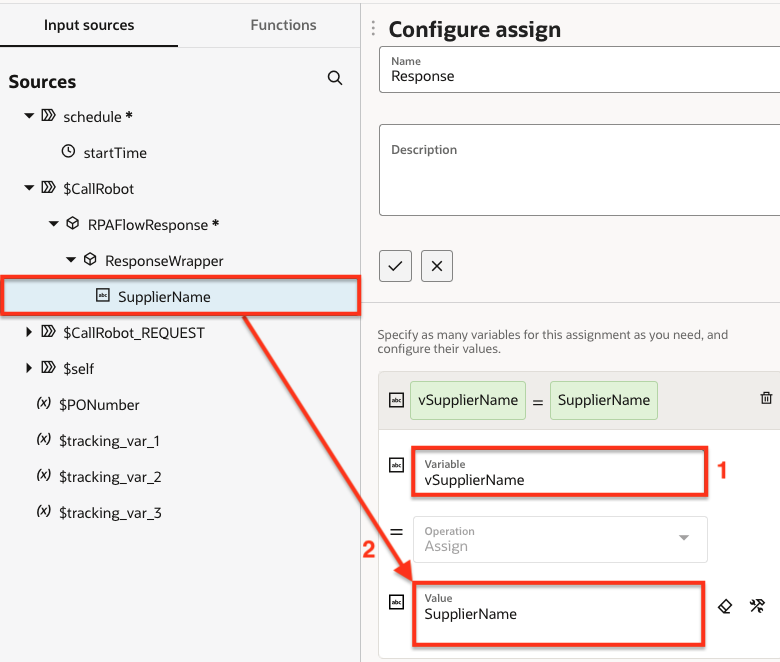 Input sources
Functions
Sources
schedule *
startTime
$CallRobot
RPAFlowResponse *
ResponseWrapper
abc SupplierName
$CallRobot_REQUEST
$self
(x) $PONumber
(x) $tracking_var_1
(x) $tracking_var_2
(x) $tracking_var_3
Configure assign
Name
Response
Description
Specify as many variables for this assignment as you need, and
configure their values.
abc vSupplierName = SupplierName
abc Variable
vSupplierName
1
= Operation
Assign
2
abc Value
SupplierName